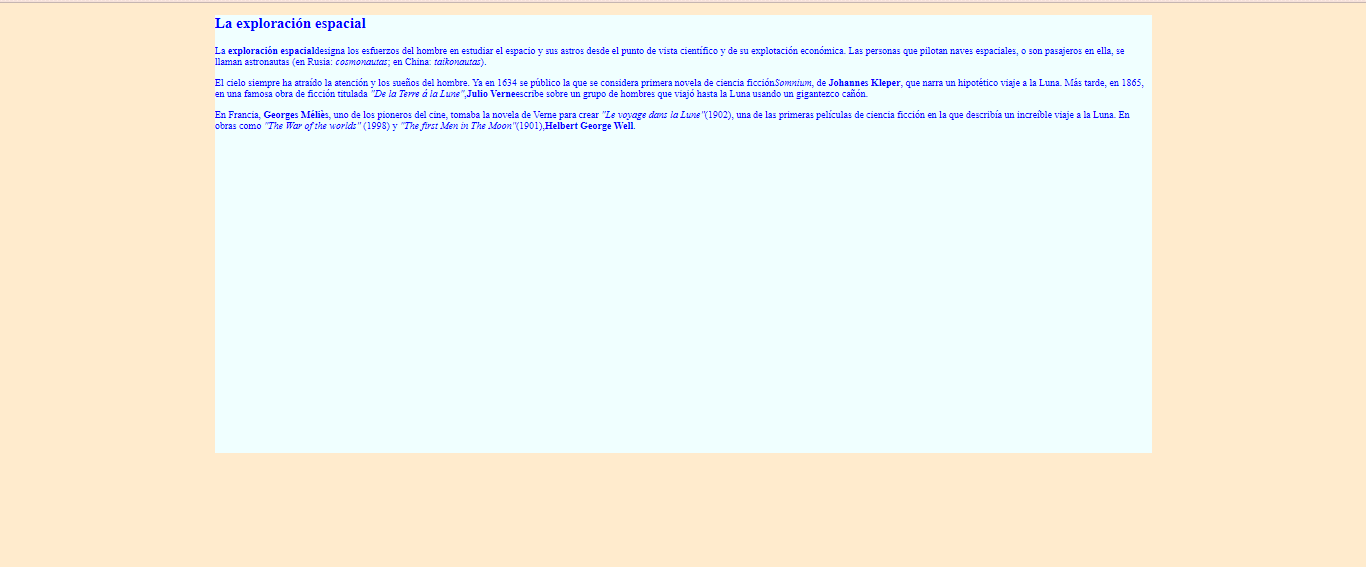 La exploración espacial
La exploración espacialdesigna los esfuerzos del hombre en estudiar el espacio y sus astros desde el punto de vista científico y de su explotación económica. Las personas que pilotan naves espaciales, o son pasajeros en ella, se
llaman astronautas (en Rusia: cosmonautas; en China: taikonautas).
El cielo siempre ha atraído la atención y los sueños del hombre. Ya en 1634 se público la que se considera primera novela de ciencia ficciónSomnium, de Johannes Kleper, que narra un hipotético viaje a la Luna. Más tarde, en 1865,
en una famosa obra de ficción titulada "De la Terre á la Lune",Julio Verneescribe sobre un grupo de hombres que viajó hasta la Luna usando un gigantezco cañón.
En Francia, Georges Méliès, uno de los pioneros del cine, tomaba la novela de Verne para crear "Le voyage dans la Lune"(1902), una de las primeras películas de ciencia ficción en la que describía un increíble viaje a la Luna. En
obras como "The War of the worlds" (1998) y "The first Men in The Moon"(1901),Helbert George Well.